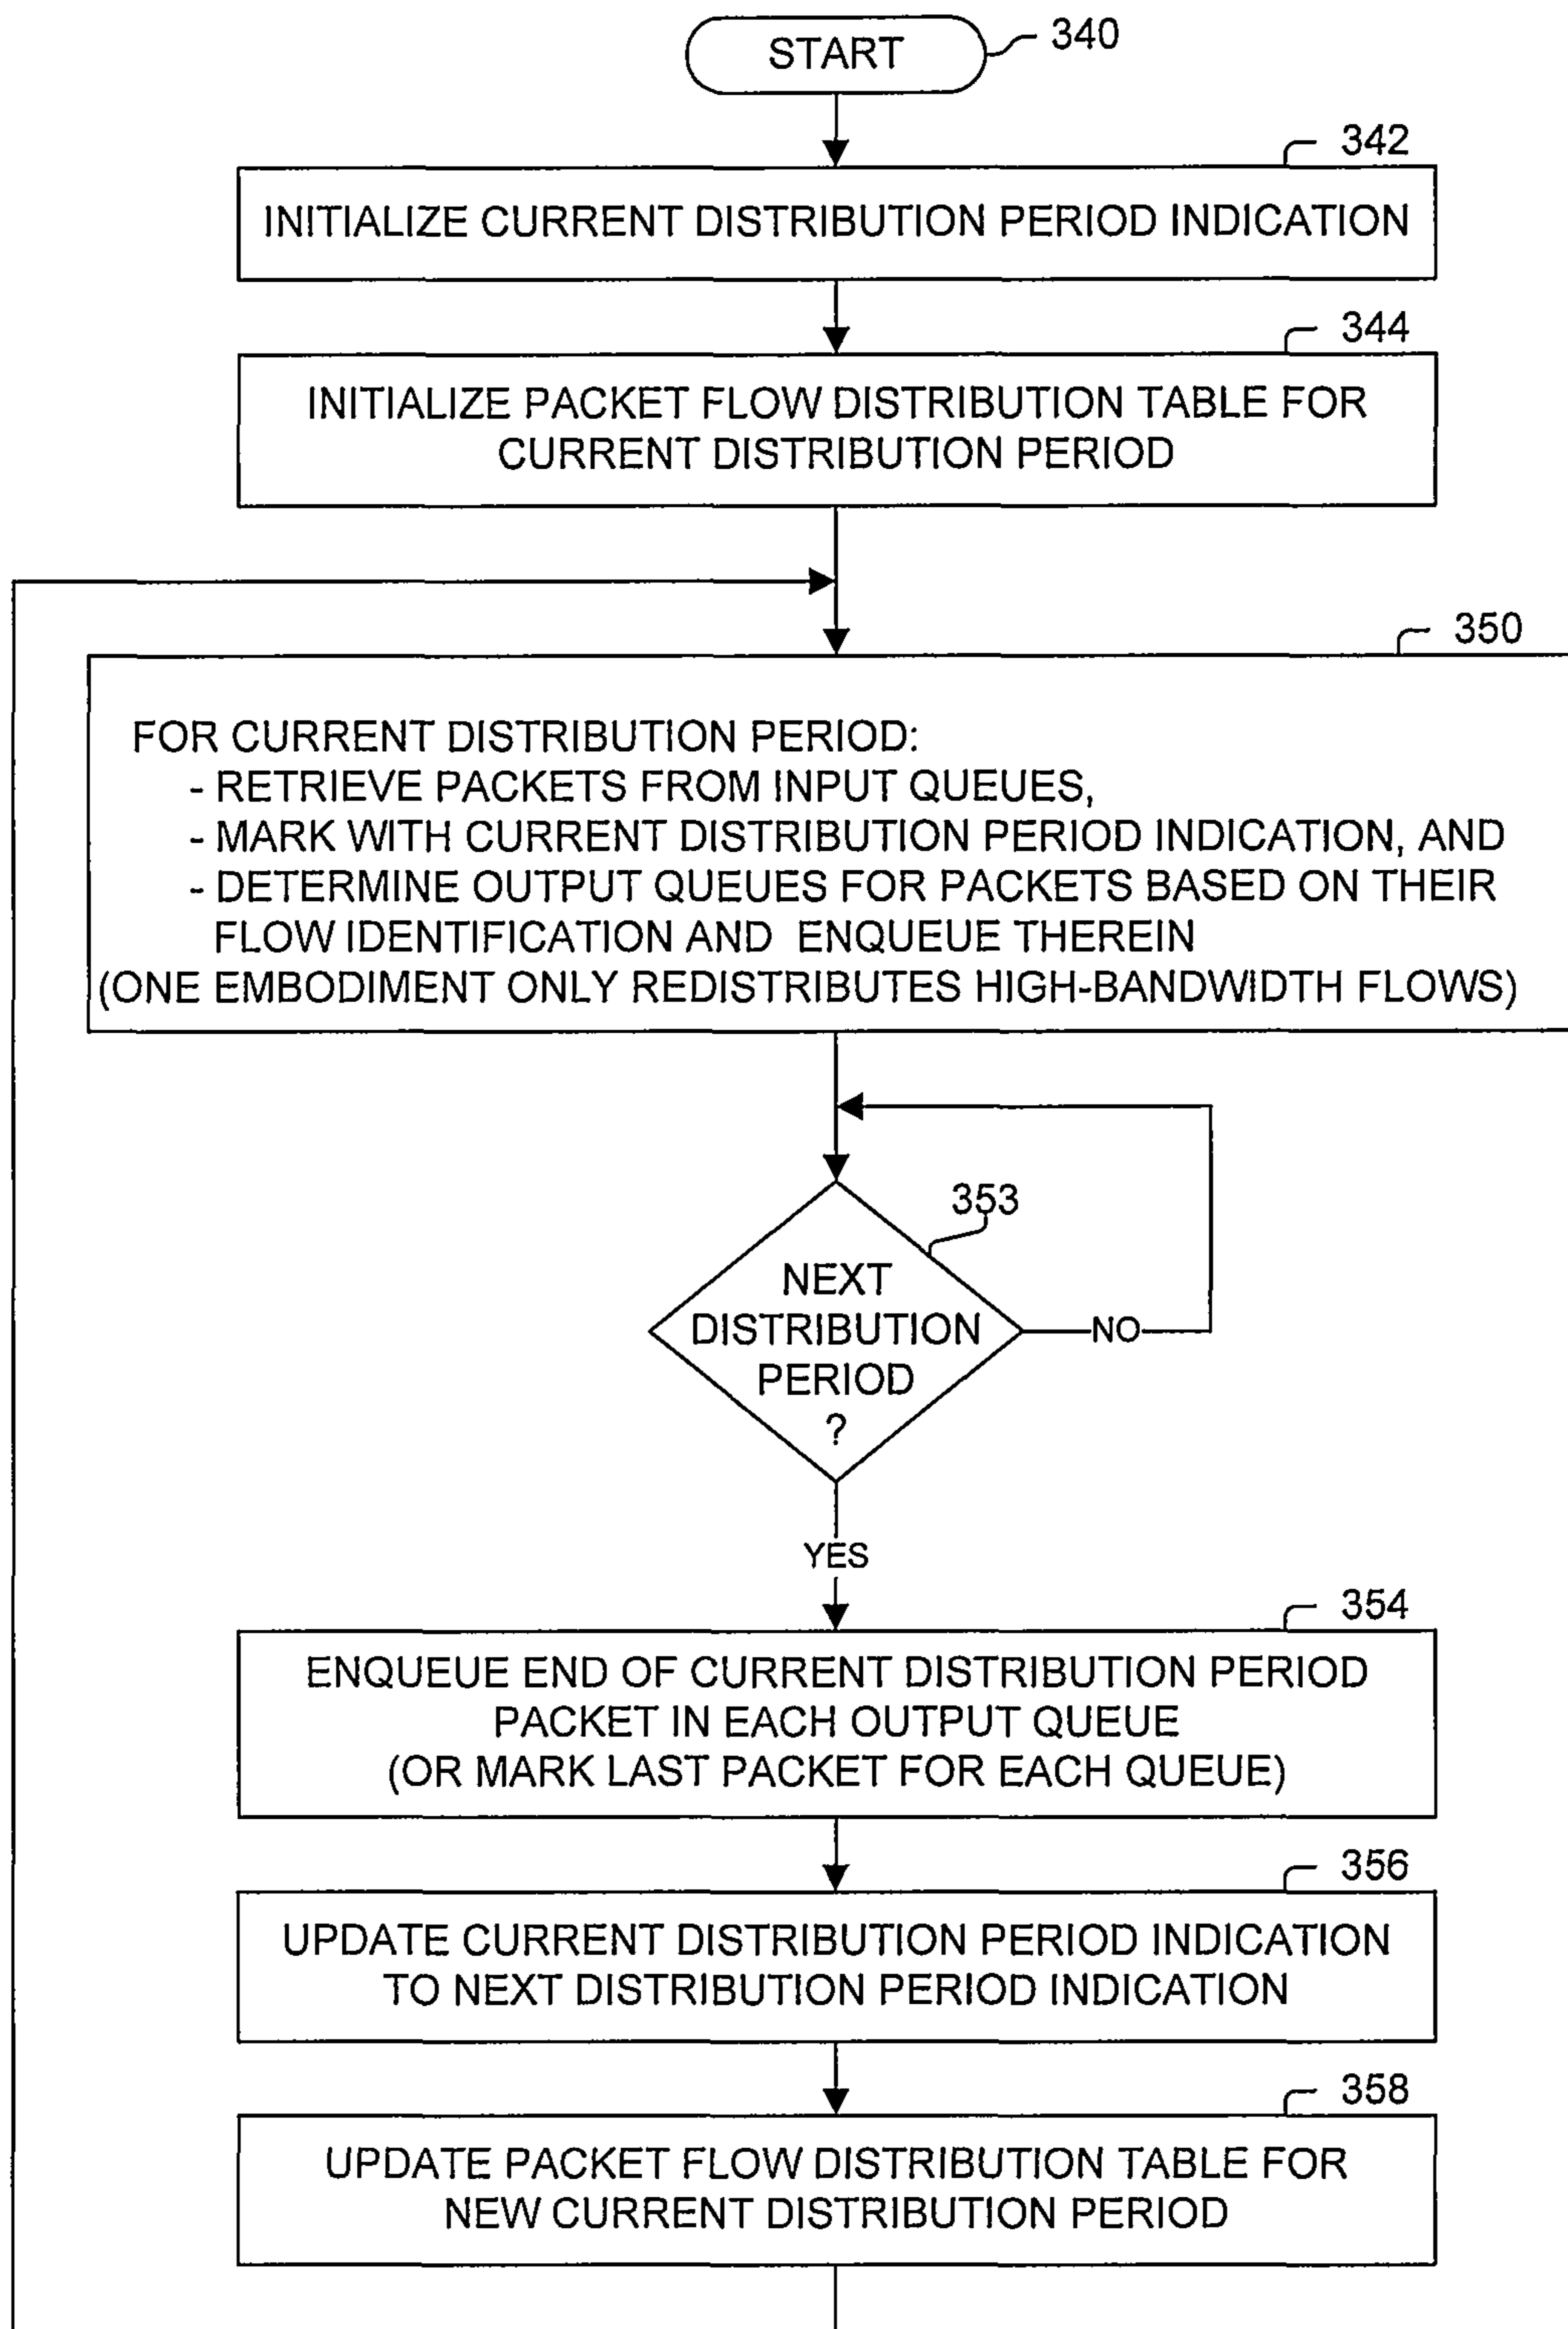 START
340
342
INITIALIZE CURRENT DISTRIBUTION PERIOD INDICATION
344
INITIALIZE PACKET FLOW DISTRIBUTION TABLE FOR
CURRENT DISTRIBUTION PERIOD
350
FOR CURRENT DISTRIBUTION PERIOD:
- RETRIEVE PACKETS FROM INPUT QUEUES,
- MARK WITH CURRENT DISTRIBUTION PERIOD INDICATION, AND
- DETERMINE OUTPUT QUEUES FOR PACKETS BASED ON THEIR
FLOW IDENTIFICATION AND ENQUEUE THEREIN
(ONE EMBODIMENT ONLY REDISTRIBUTES HIGH-BANDWIDTH FLOWS)
353
NEXT
DISTRIBUTION
PERIOD
?
NO
YES
354
ENQUEUE END OF CURRENT DISTRIBUTION PERIOD
PACKET IN EACH OUTPUT QUEUE
(OR MARK LAST PACKET FOR EACH QUEUE)
356
UPDATE CURRENT DISTRIBUTION PERIOD INDICATION
TO NEXT DISTRIBUTION PERIOD INDICATION
358
UPDATE PACKET FLOW DISTRIBUTION TABLE FOR
NEW CURRENT DISTRIBUTION PERIOD